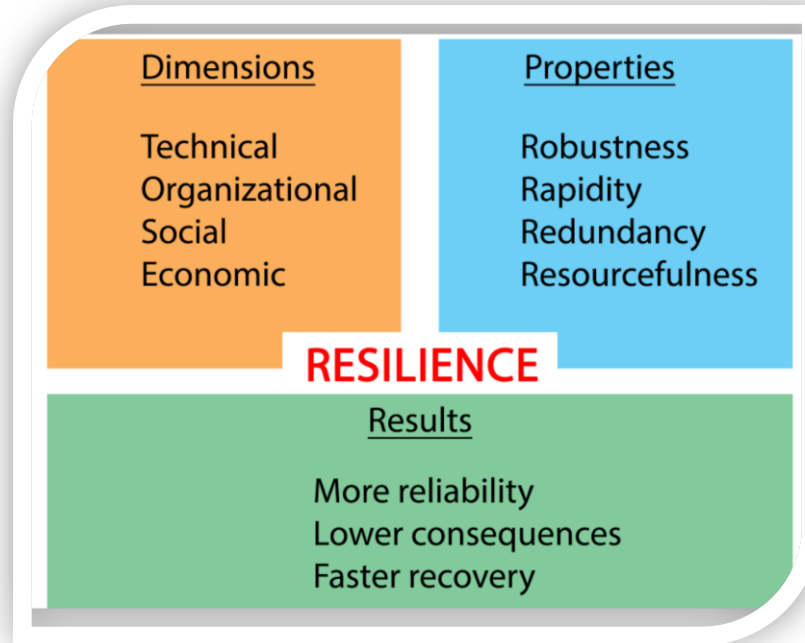 Dimensions
Technical
Organizational
Social
Economic
Properties
Robustness
Rapidity
Redundancy
Resourcefulness
RESILIENCE
Results
More reliability
Lower consequences
Faster recovery